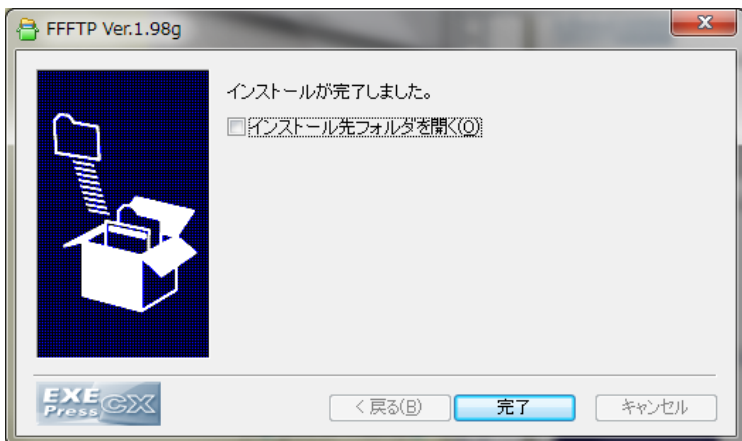 FFFTP Ver.1.98g
インストールが完了しました。
インストール先フォルダを開く(O)
EXE
Press CX
< 戻る(B)
完了
キャンセル